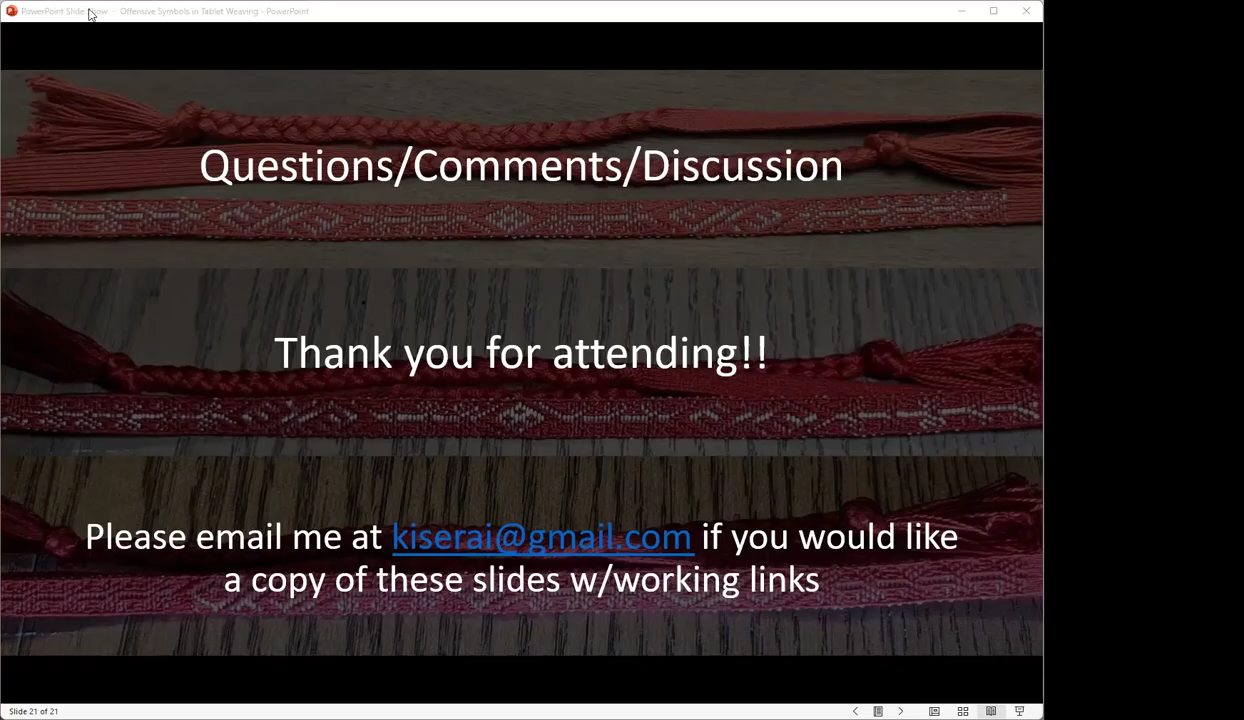 PowerPoint Slide Show - Offensive Symbols in Tablet Weaving - PowerPoint
Questions/Comments/Discussion
Thank you for attending!!
Please email me at kiserai@gmail.com if you would like
a copy of these slides w/working links
Slide 21 of 21